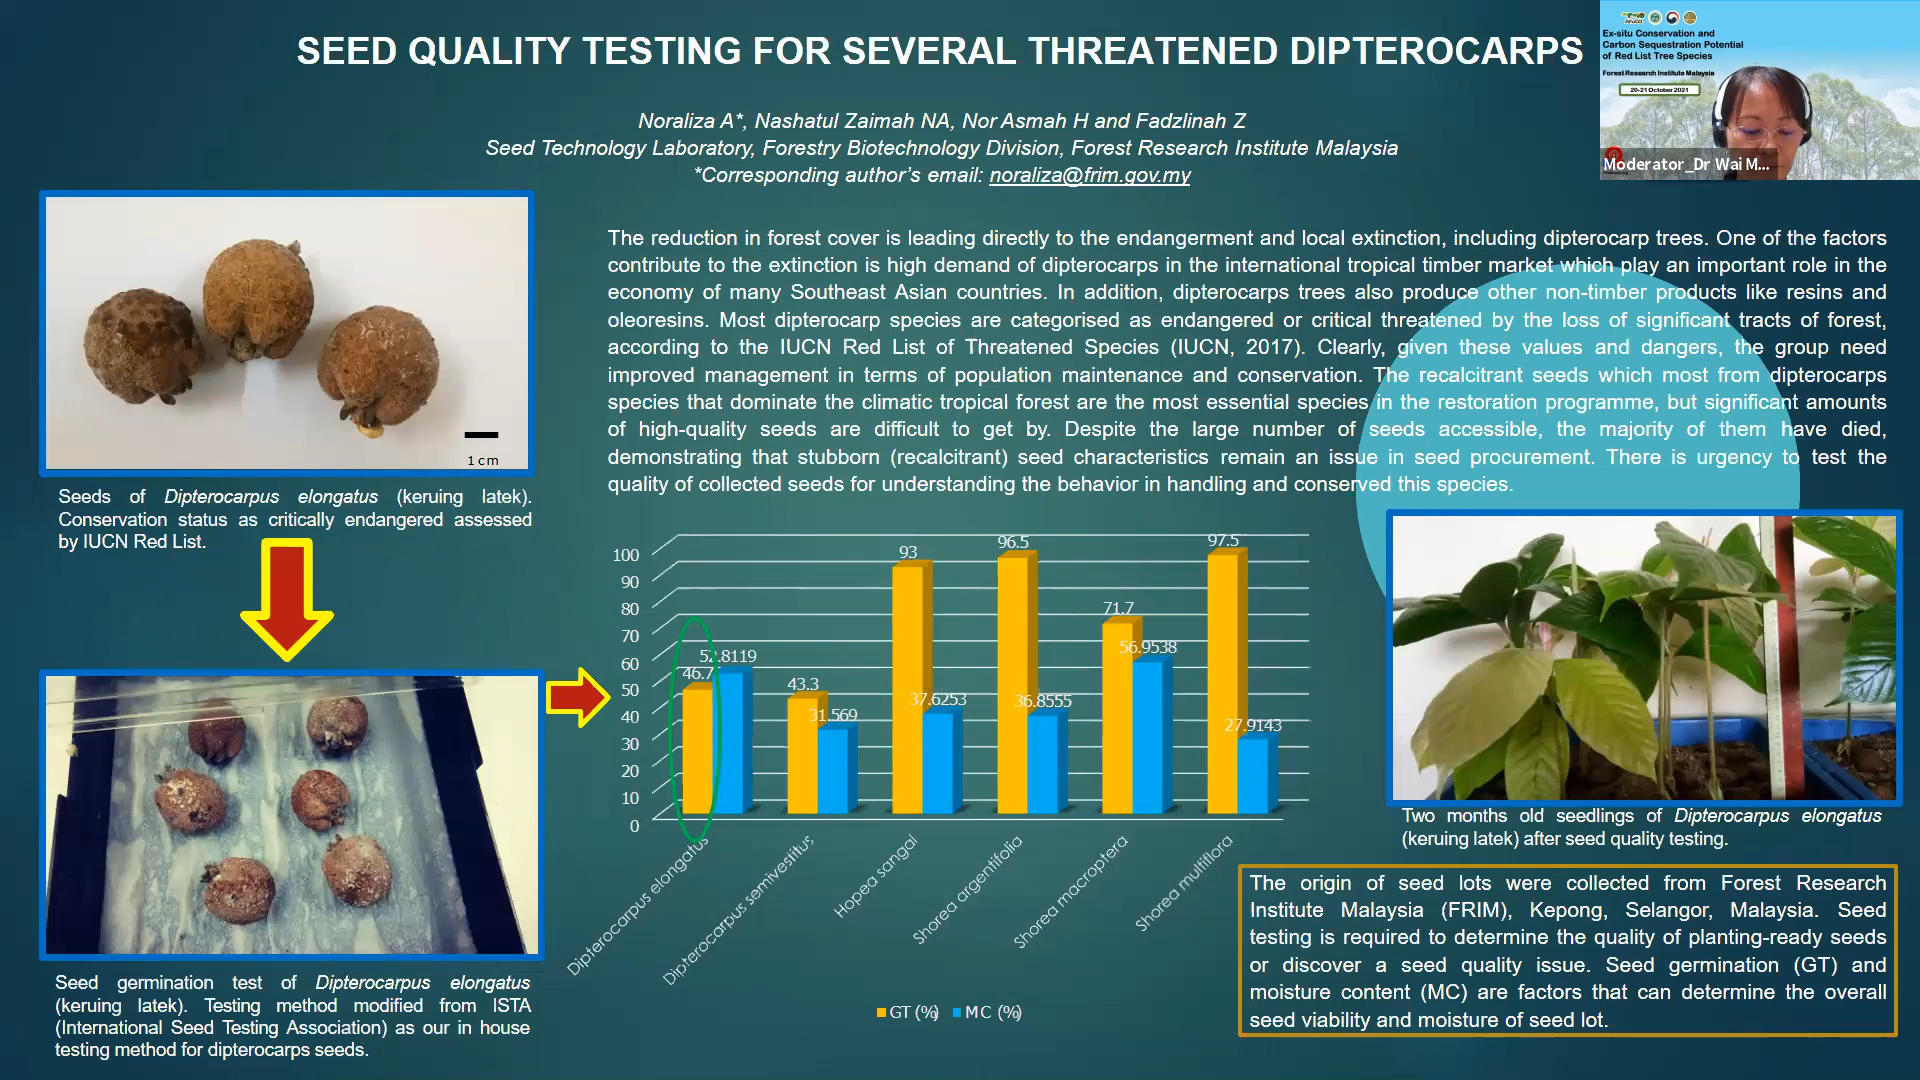 SEED QUALITY TESTING FOR SEVERAL THREATENED DIPTEROCARPS
Noraliza A*, Nashatul Zaimah NA, Nor Asmah H and Fadzlinah Z
Seed Technology Laboratory, Forestry Biotechnology Division, Forest Research Institute Malaysia
*Corresponding author's email: noraliza@frim.gov.my
Ex-situ Conservation and
Carbon Sequestration Potential
of Red List Tree Species
Forest Research Institute Malaysia
20-21 October 2021
Moderator_Dr Wai M...
1 cm
Seeds of Dipterocarpus elongatus (keruing latek).
Conservation status as critically endangered assessed
by IUCN Red List.
Seed germination test of Dipterocarpus elongatus
(keruing latek). Testing method modified from ISTA
(International Seed Testing Association) as our in house
testing method for dipterocarps seeds.
The reduction in forest cover is leading directly to the endangerment and local extinction, including dipterocarp trees. One of the factors
contribute to the extinction is high demand of dipterocarps in the international tropical timber market which play an important role in the
economy of many Southeast Asian countries. In addition, dipterocarps trees also produce other non-timber products like resins and
oleoresins. Most dipterocarp species are categorised as endangered or critical threatened by the loss of significant tracts of forest,
according to the IUCN Red List of Threatened Species (IUCN, 2017). Clearly, given these values and dangers, the group need
improved management in terms of population maintenance and conservation. The recalcitrant seeds which most from dipterocarps
species that dominate the climatic tropical forest are the most essential species in the restoration programme, but significant amounts
of high-quality seeds are difficult to get by. Despite the large number of seeds accessible, the majority of them have died,
demonstrating that stubborn (recalcitrant) seed characteristics remain an issue in seed procurement. There is urgency to test the
quality of collected seeds for understanding the behavior in handling and conserved this species.
100
90
80
70
60
50
40
30
20
10
0
46.7
52.8119
43.3
31.569
93
37.6253
96.5
36.8555
71.7
56.9538
97.5
27.9143
Dipterocarpus elongatus
Dipterocarpus semivestitus
Hopea sangal
Shorea argentifolia
Shorea macroptera
Shorea multiflora
GT (%)
MC (%)
Two months old seedlings of Dipterocarpus elongatus
(keruing latek) after seed quality testing.
The origin of seed lots were collected from Forest Research
Institute Malaysia (FRIM), Kepong, Selangor, Malaysia. Seed
testing is required to determine the quality of planting-ready seeds
or discover a seed quality issue. Seed germination (GT) and
moisture content (MC) are factors that can determine the overall
seed viability and moisture of seed lot.